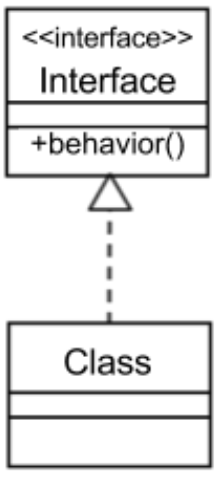 <<interface>>
Interface
+behavior()
Class